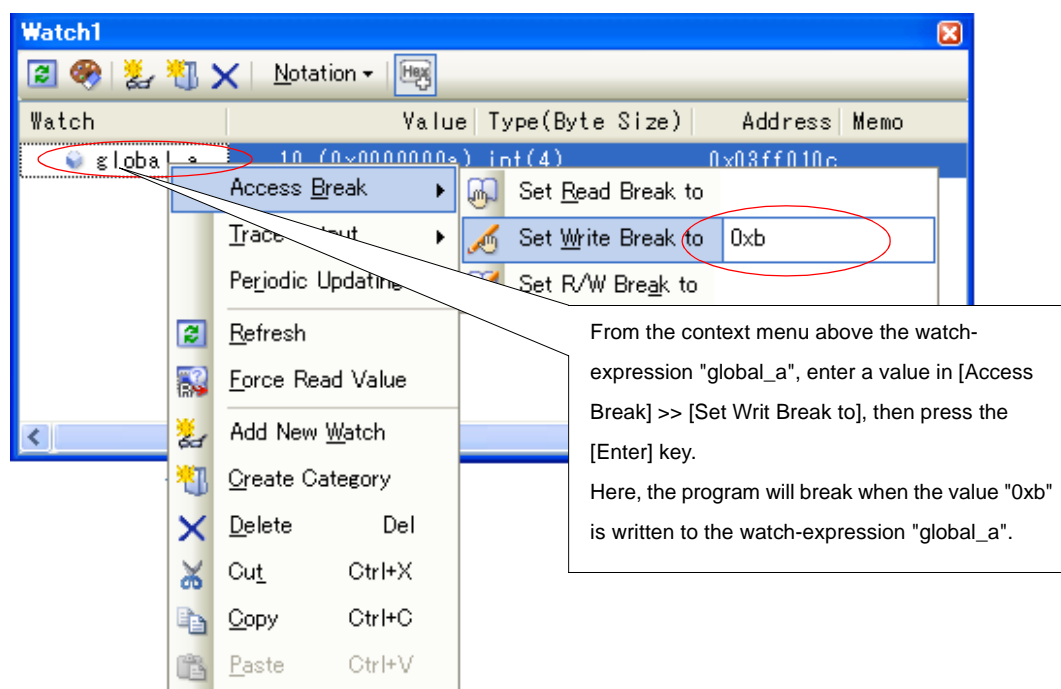 Watch1
Notation
Hex
Watch Value Type(Byte Size) Address Memo
global_a 10 (0x0000000a) int(4) 0x03ff010c
Access Break
Set Read Break to
Set Write Break to 0xb
Set R/W Break to
Periodic Updating
Refresh
Force Read Value
Add New Watch
Create Category
Delete Del
Cut Ctrl+X
Copy Ctrl+C
Paste Ctrl+V
From the context menu above the watch-
expression "global_a", enter a value in [Access
Break] >> [Set Writ Break to], then press the
[Enter] key.
Here, the program will break when the value "0xb"
is written to the watch-expression "global_a".